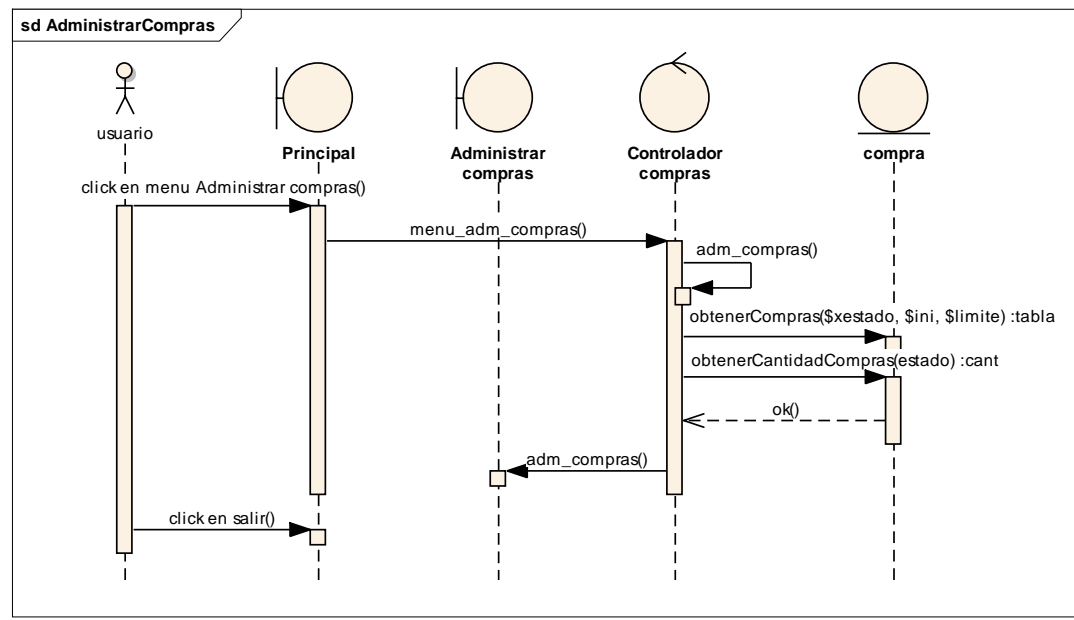 sd AdministrarCompras
usuario
Principal
Administrar
compras
Controlador
compras
compra
click en menu Administrar compras()
menu_adm_compras()
adm_compras()
obtenerCompras($xestado, $ini, $limite) :tabla
obtenerCantidadCompras(estado) :cant
ok()
adm_compras()
click en salir()